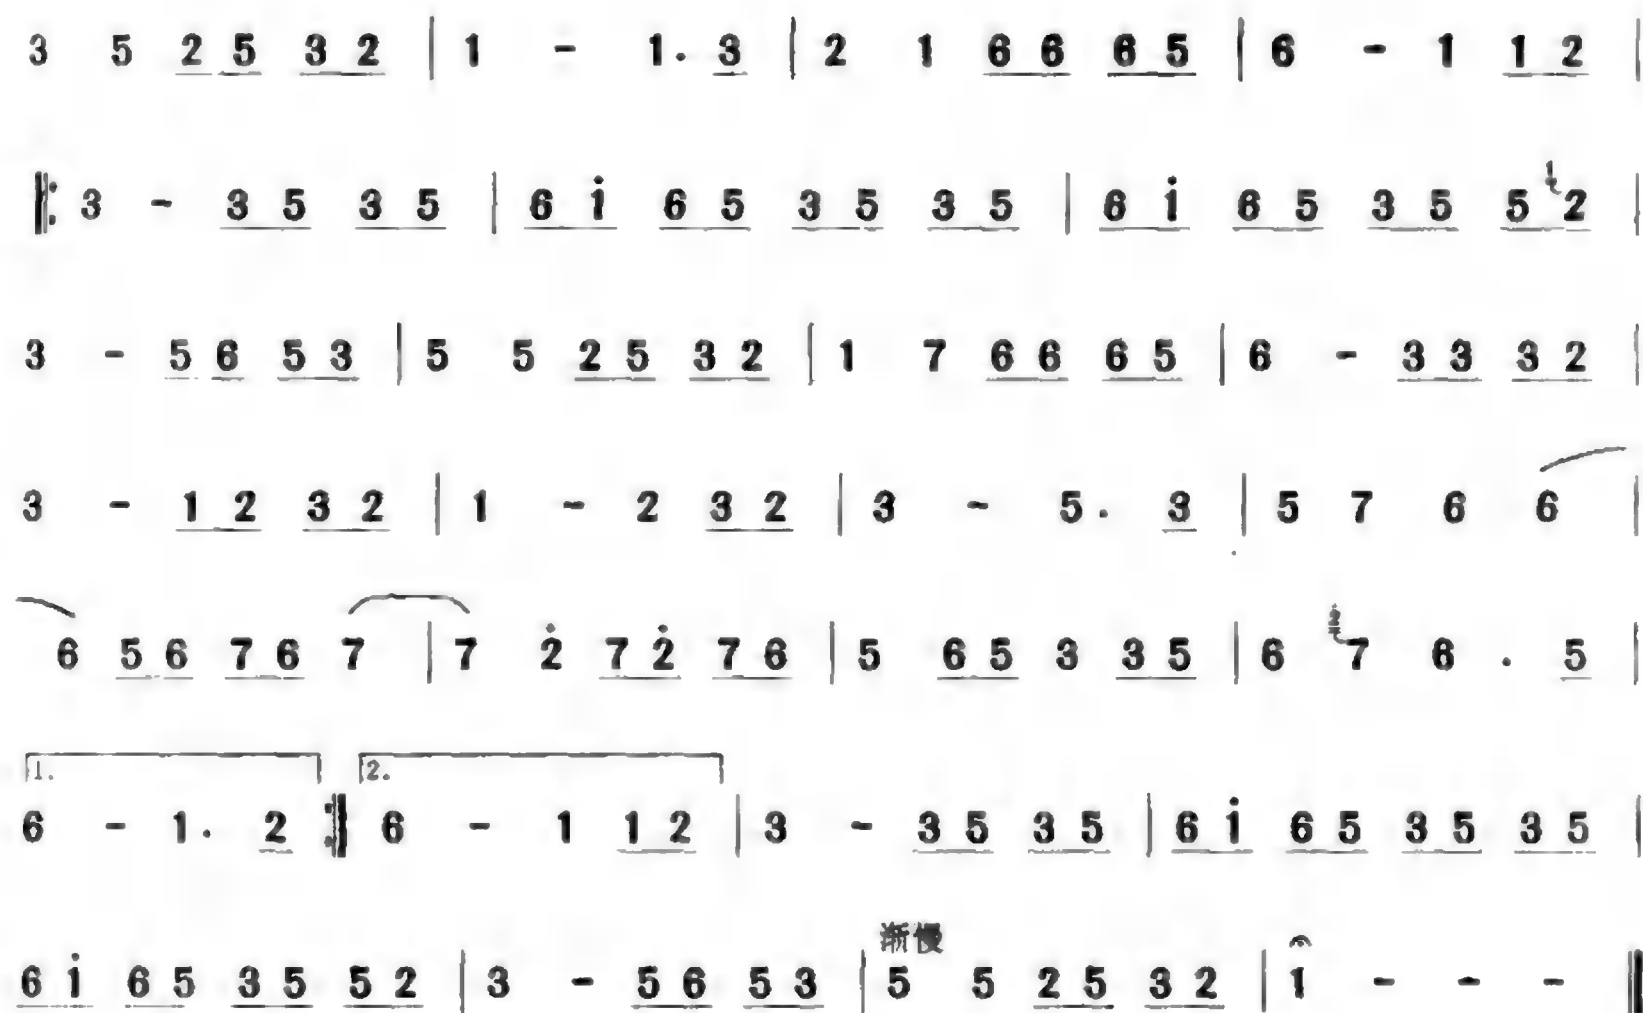 3 5 2 5 3 2 | 1 - 1. 3 | 2 1 6 6 6 5 | 6 - 1 1 2 |
‖: 3 - 3 5 3 5 | 6 i 6 5 3 5 3 5 | 6 i 6 5 3 5 5 2 |
3 - 5 6 5 3 | 5 5 2 5 3 2 | 1 7 6 6 6 5 | 6 - 3 3 3 2 |
3 - 1 2 3 2 | 1 - 2 3 2 | 3 - 5. 3 | 5 7 6 6 |
6 5 6 7 6 7 | 7 2̇ 7 2̇ 7 6 | 5 6 5 3 3 5 | 6 7 6 . 5 |
1. 2.
6 - 1. 2 :‖ 6 - 1 1 2 | 3 - 3 5 3 5 | 6 i 6 5 3 5 3 5 |
渐慢
6 i 6 5 3 5 5 2 | 3 - 5 6 5 3 | 5 5 2 5 3 2 | 1 - - - ‖